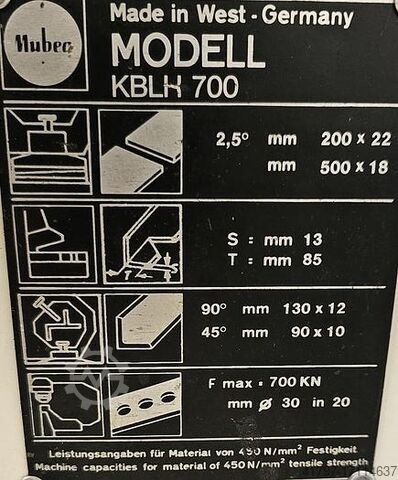 Made in West-Germany
Mubea
MODELL
KBLH 700
2,5° mm 200 x 22
mm 500 x 18
S : mm 13
T : mm 85
90° mm 130 x 12
45° mm 90 x 10
F max. 700 KN
mm ø 30 in 20
Leistungsangaben für Material von 450 N/mm² Festigkeit
Machine capacities for material of 450 N/mm² tensile strength